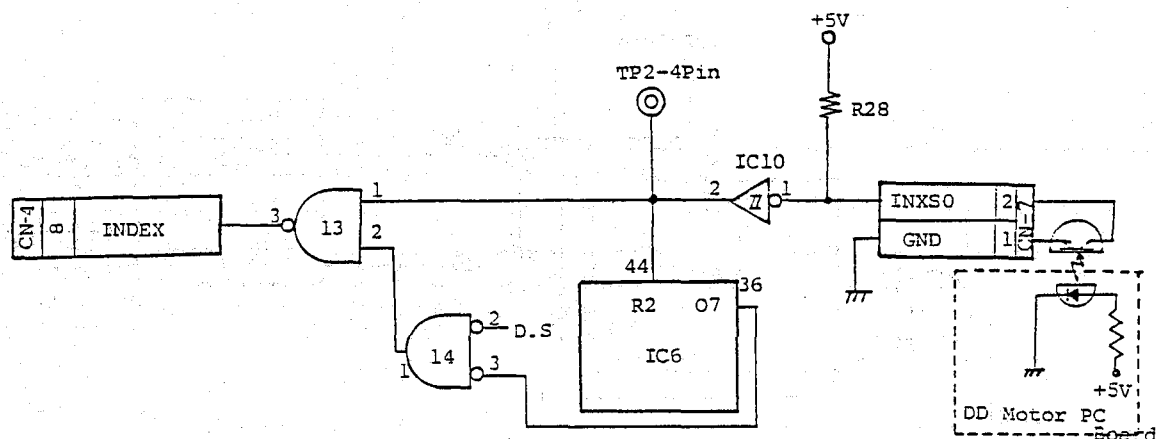 +5V
TP2-4Pin
R28
IC10
2
1
CN-4
8
INDEX
3
13
1
2
INXSO
2
GND
1
CN-7
44
36
R2
O7
IC6
14
2
D.S
3
1
+5V
DD Motor PC
Board